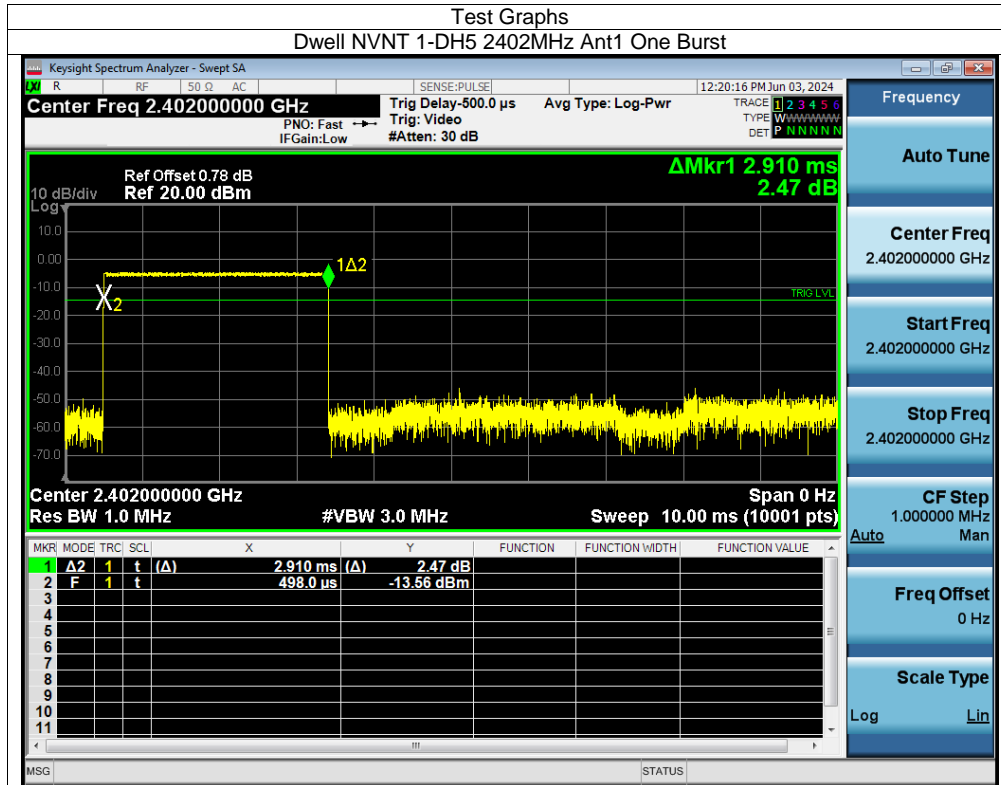 Test Graphs
Dwell NVNT 1-DH5 2402MHz Ant1 One Burst
Keysight Spectrum Analyzer - Swept SA
LXI R RF 50 Ω AC SENSE:PULSE 12:20:16 PM Jun 03, 2024
Center Freq 2.402000000 GHz Trig Delay-500.0 µs Avg Type: Log-Pwr TRACE 1 2 3 4 5 6
PNO: Fast Trig: Video TYPE WWWWWWW
IFGain:Low #Atten: 30 dB DET P N N N N N
Frequency
Auto Tune
Center Freq
2.402000000 GHz
Start Freq
2.402000000 GHz
Stop Freq
2.402000000 GHz
CF Step
1.000000 MHz
Auto Man
Freq Offset
0 Hz
Scale Type
Log Lin
ΔMkr1 2.910 ms
2.47 dB
Ref Offset 0.78 dB
10 dB/div Ref 20.00 dBm
Log
10.0
0.00
-10.0
-20.0
-30.0
-40.0
-50.0
-60.0
-70.0
1Δ2
2
TRIG LVL
Center 2.402000000 GHz Span 0 Hz
Res BW 1.0 MHz #VBW 3.0 MHz Sweep 10.00 ms (10001 pts)
MKR MODE TRC SCL X Y FUNCTION FUNCTION WIDTH FUNCTION VALUE
1 Δ2 1 t (Δ) 2.910 ms (Δ) 2.47 dB
2 F 1 t 498.0 µs -13.56 dBm
3
4
5
6
7
8
9
10
11
MSG STATUS